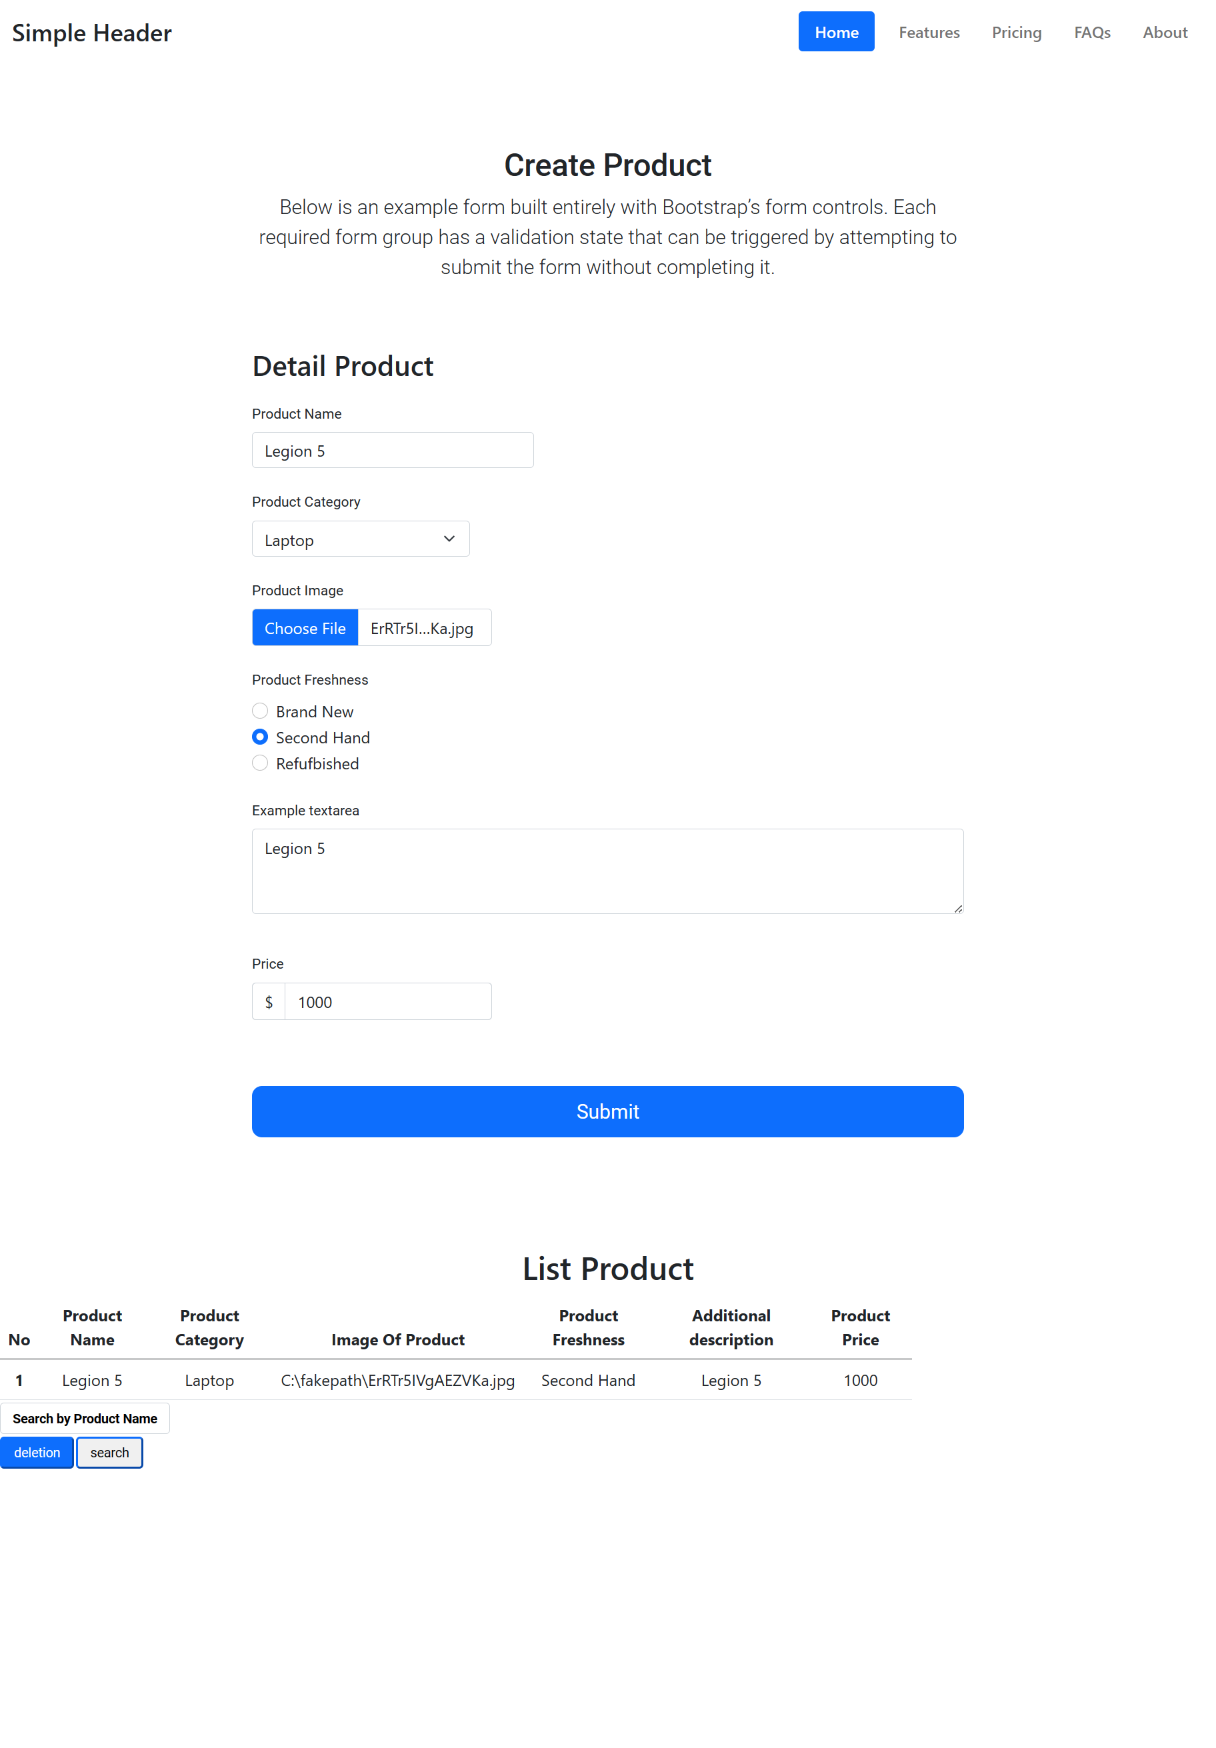 Simple Header
Home Features Pricing FAQs About
Create Product
Below is an example form built entirely with Bootstrap’s form controls. Each
required form group has a validation state that can be triggered by attempting to
submit the form without completing it.
Detail Product
Product Name
Legion 5
Product Category
Laptop
Product Image
Choose File ErRTr5I...Ka.jpg
Product Freshness
Brand New
Second Hand
Refufbished
Example textarea
Legion 5
Price
$ 1000
Submit
List Product
No Product Name Product Category Image Of Product Product Freshness Additional description Product Price
1 Legion 5 Laptop C:\fakepath\ErRTr5IVgAEZVKa.jpg Second Hand Legion 5 1000
Search by Product Name
deletion search